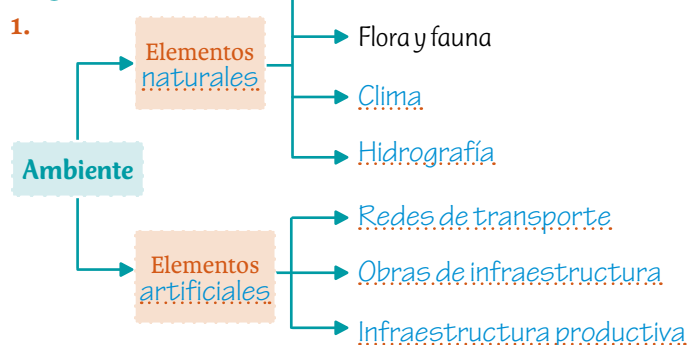 1.
Elementos
naturales
Flora y fauna
Clima
Hidrografía
Ambiente
Elementos
artificiales
Redes de transporte
Obras de infraestructura
Infraestructura productiva